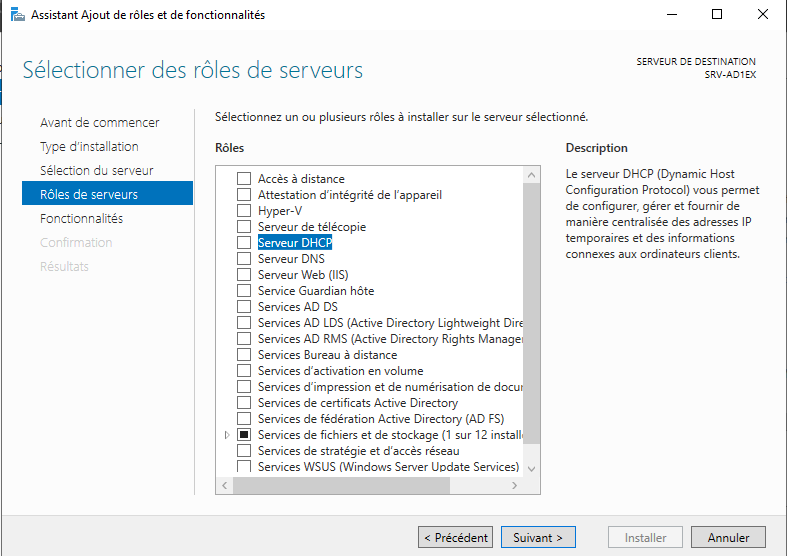 Assistant Ajout de rôles et de fonctionnalités
Sélectionner des rôles de serveurs
SERVEUR DE DESTINATION
SRV-AD1EX
Avant de commencer
Type d'installation
Sélection du serveur
Rôles de serveurs
Fonctionnalités
Confirmation
Résultats
Sélectionnez un ou plusieurs rôles à installer sur le serveur sélectionné.
Rôles
Accès à distance
Attestation d'intégrité de l'appareil
Hyper-V
Serveur de télécopie
Serveur DHCP
Serveur DNS
Serveur Web (IIS)
Service Guardian hôte
Services AD DS
Services AD LDS (Active Directory Lightweight Dire
Services AD RMS (Active Directory Rights Manager
Services Bureau à distance
Services d'activation en volume
Services d'impression et de numérisation de docu
Services de certificats Active Directory
Services de fédération Active Directory (AD FS)
Services de fichiers et de stockage (1 sur 12 installe
Services de stratégie et d'accès réseau
Services WSUS (Windows Server Update Services)
Description
Le serveur DHCP (Dynamic Host
Configuration Protocol) vous permet
de configurer, gérer et fournir de
manière centralisée des adresses IP
temporaires et des informations
connexes aux ordinateurs clients.
< Précédent
Suivant >
Installer
Annuler